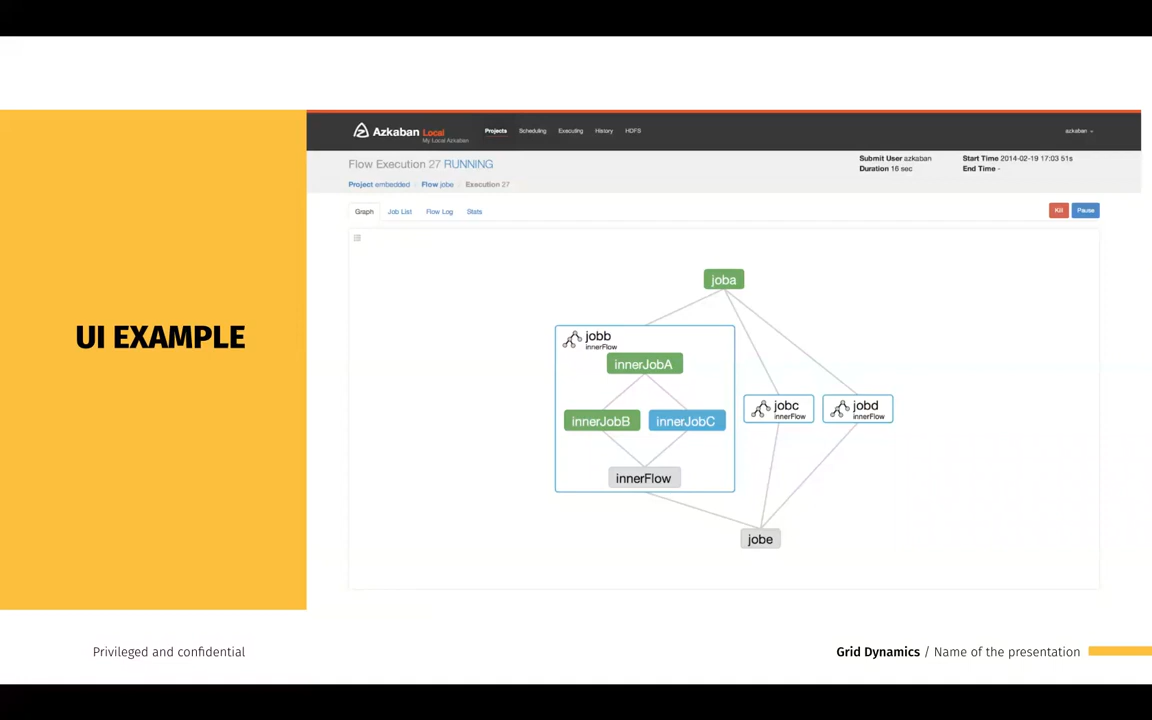 UI EXAMPLE
Azkaban Local
My Local Azkaban
Projects Scheduling Executing History HDFS
azkaban
Flow Execution 27 RUNNING
Submit User azkaban
Duration 16 sec
Start Time 2014-02-19 17:03 51s
End Time -
Project embedded Flow jobe Execution 27
Graph Job List Flow Log Stats
Kill Pause
joba
jobb
innerFlow
innerJobA
innerJobB innerJobC
innerFlow
jobc
innerFlow
jobd
innerFlow
jobe
Privileged and confidential
Grid Dynamics / Name of the presentation